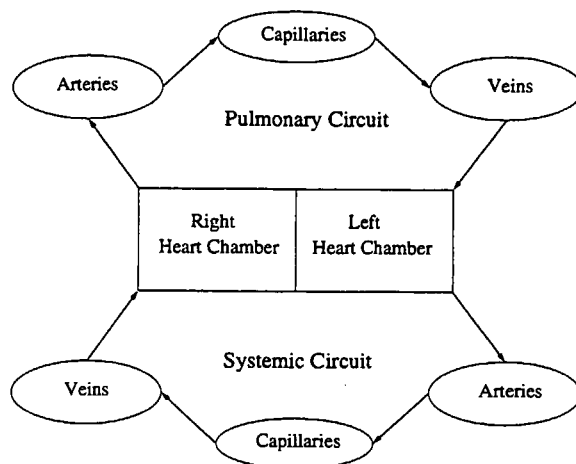 Capillaries
Arteries
Veins
Pulmonary Circuit
Right
Heart Chamber
Left
Heart Chamber
Systemic Circuit
Veins
Arteries
Capillaries